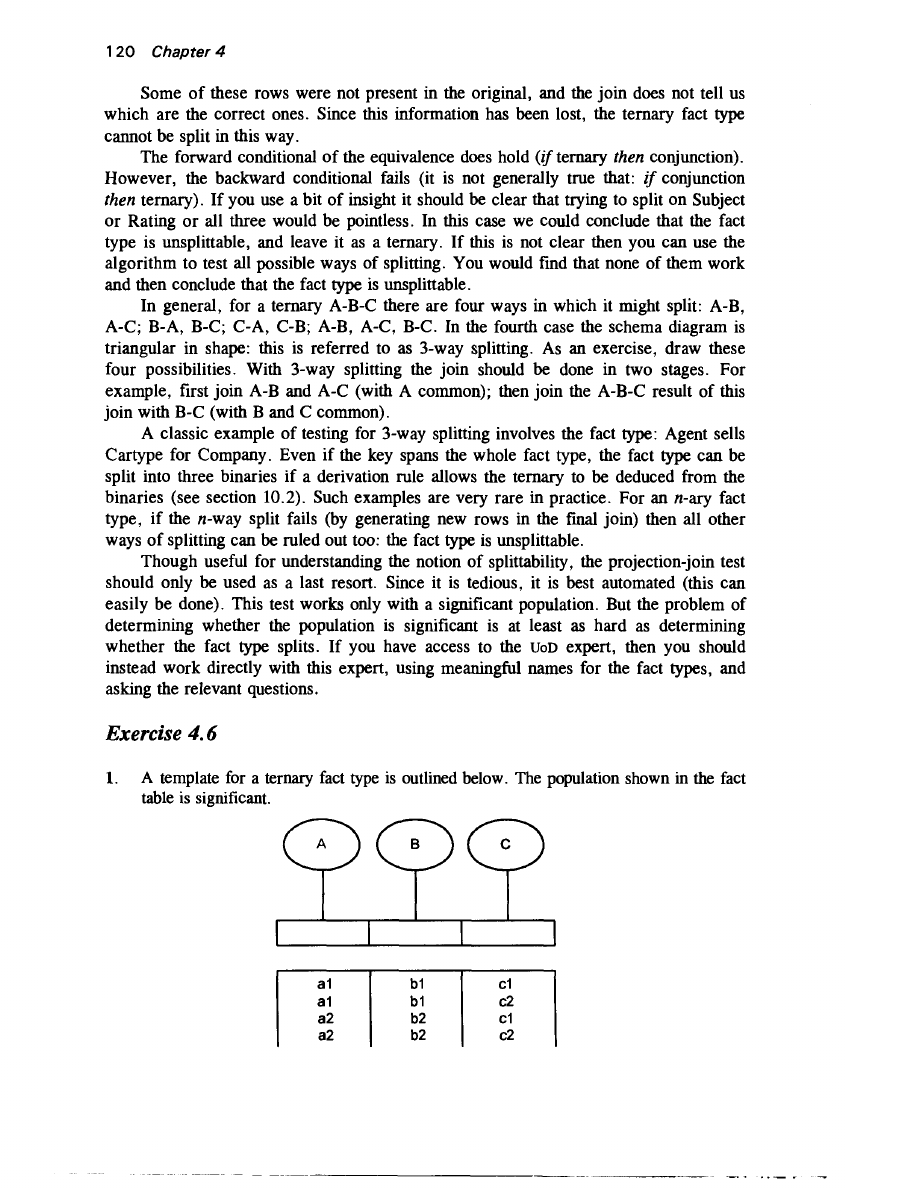 120 Chapter 4
Some of these rows were not present in the original, and the join does not tell us
which are the correct ones. Since this information has been lost, the ternary fact type
cannot be split in this way.
The forward conditional of the equivalence does hold (if ternary then conjunction).
However, the backward conditional fails (it is not generally true that: if conjunction
then ternary). If you use a bit of insight it should be clear that trying to split on Subject
or Rating or all three would be pointless. In this case we could conclude that the fact
type is unsplittable, and leave it as a ternary. If this is not clear then you can use the
algorithm to test all possible ways of splitting. You would find that none of them work
and then conclude that the fact type is unsplittable.
In general, for a ternary A-B-C there are four ways in which it might split: A-B,
A-C; B-A, B-C; C-A, C-B; A-B, A-C, B-C. In the fourth case the schema diagram is
triangular in shape: this is referred to as 3-way splitting. As an exercise, draw these
four possibilities. With 3-way splitting the join should be done in two stages. For
example, first join A-B and A-C (with A common); then join the A-B-C result of this
join with B-C (with B and C common).
A classic example of testing for 3-way splitting involves the fact type: Agent sells
Cartype for Company. Even if the key spans the whole fact type, the fact type can be
split into three binaries if a derivation rule allows the ternary to be deduced from the
binaries (see section 10.2). Such examples are very rare in practice. For an n-ary fact
type, if the n-way split fails (by generating new rows in the final join) then all other
ways of splitting can be ruled out too: the fact type is unsplittable.
Though useful for understanding the notion of splittability, the projection-join test
should only be used as a last resort. Since it is tedious, it is best automated (this can
easily be done). This test works only with a significant population. But the problem of
determining whether the population is significant is at least as hard as determining
whether the fact type splits. If you have access to the UoD expert, then you should
instead work directly with this expert, using meaningful names for the fact types, and
asking the relevant questions.
Exercise 4.6
1. A template for a ternary fact type is outlined below. The population shown in the fact
table is significant.
A B C
a1 b1 c1
a1 b1 c2
a2 b2 c1
a2 b2 c2